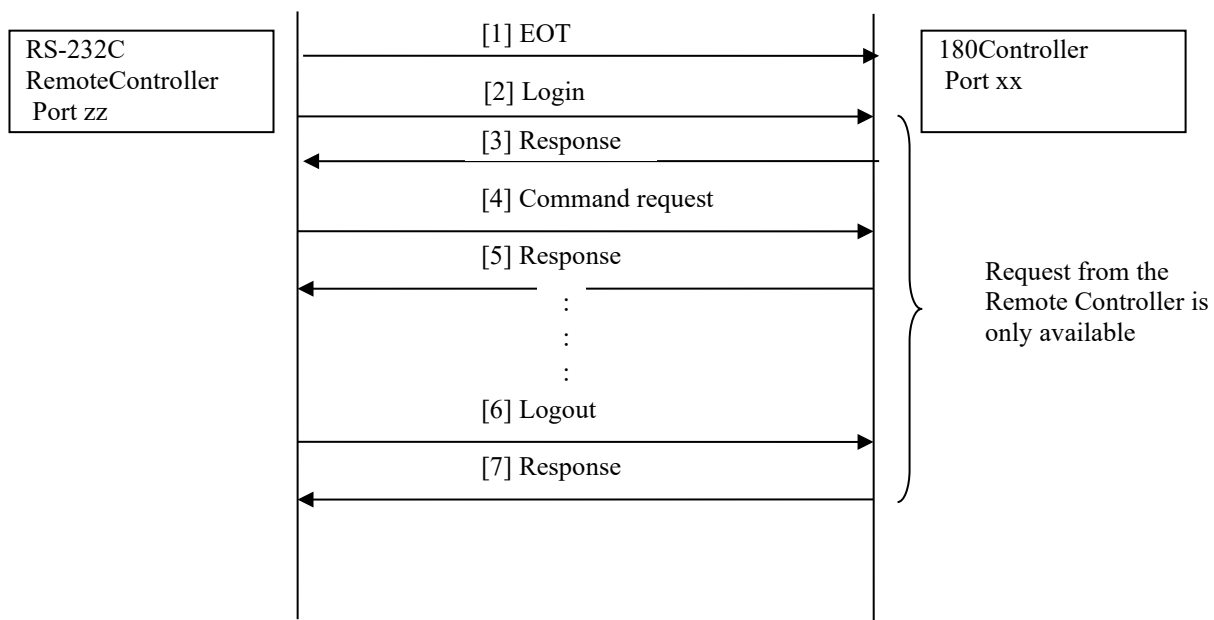 [1] EOT
RS-232C
RemoteController
Port zz
180Controller
Port xx
[2] Login
[3] Response
[4] Command request
[5] Response
:
:
:
Request from the
Remote Controller is
only available
[6] Logout
[7] Response